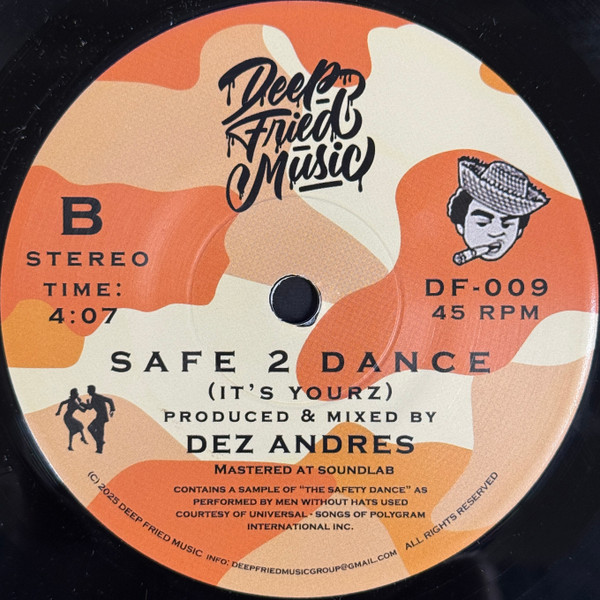 Deep
Fried
Music
B
STEREO
TIME:
4:07
DF-009
45 RPM
SAFE 2 DANCE
(IT'S YOURZ)
PRODUCED & MIXED BY
DEZ ANDRES
MASTERED AT SOUNDLAB
CONTAINS A SAMPLE OF "THE SAFETY DANCE" AS
PERFORMED BY MEN WITHOUT HATS USED
COURTESY OF UNIVERSAL - SONGS OF POLYGRAM
INTERNATIONAL INC.
(C) 2025 DEEP FRIED MUSIC INFO: DEEPFRIEDMUSICGROUP@GMAIL.COM ALL RIGHTS RESERVED